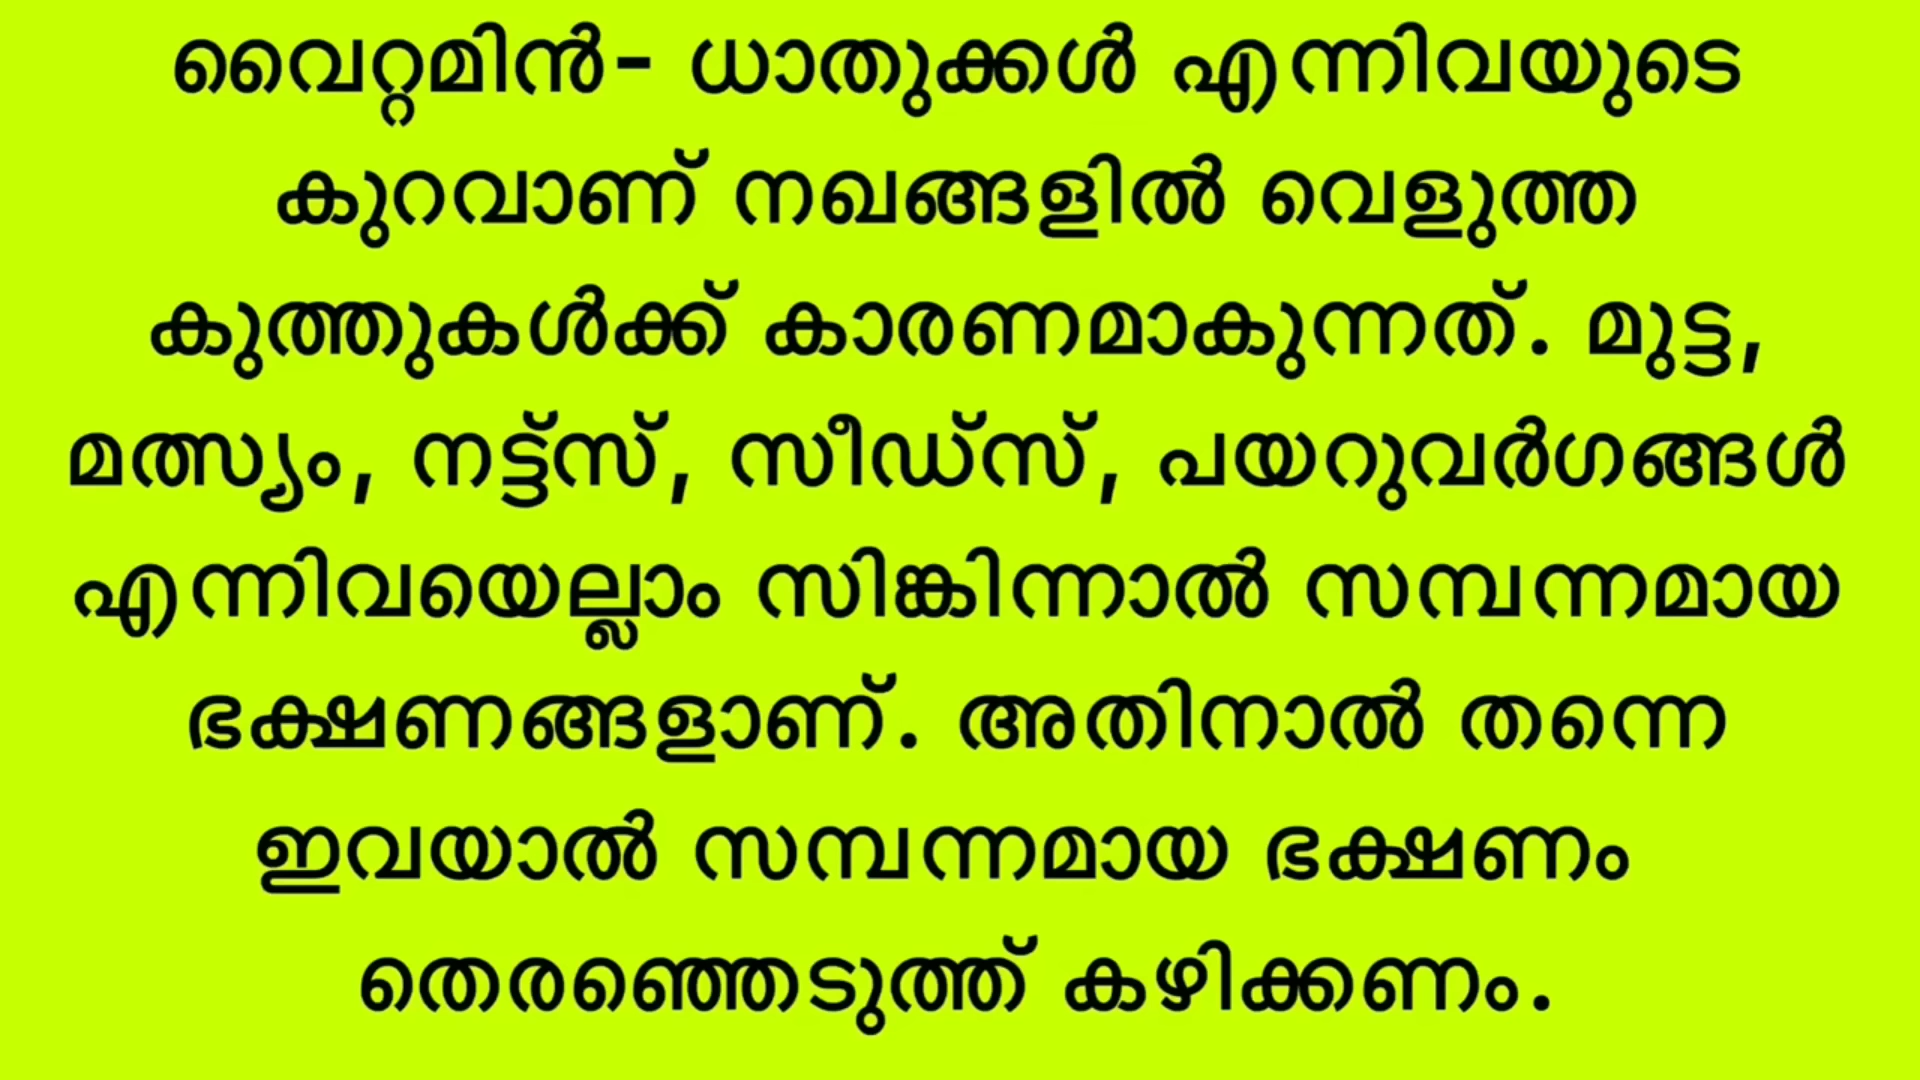 വൈറ്റമിൻ- ധാതുക്കൾ എന്നിവയുടെ
കുറവാണ് നഖങ്ങളിൽ വെളുത്ത
കുത്തുകൾക്ക് കാരണമാകുന്നത്. മുട്ട,
മത്സ്യം, നട്ട്സ്, സീഡ്സ്, പയറുവർഗങ്ങൾ
എന്നിവയെല്ലാം സിങ്കിന്നാൽ സമ്പന്നമായ
ഭക്ഷണങ്ങളാണ്. അതിനാൽ തന്നെ
ഇവയാൽ സമ്പന്നമായ ഭക്ഷണം
തെരഞ്ഞെടുത്ത് കഴിക്കണം.